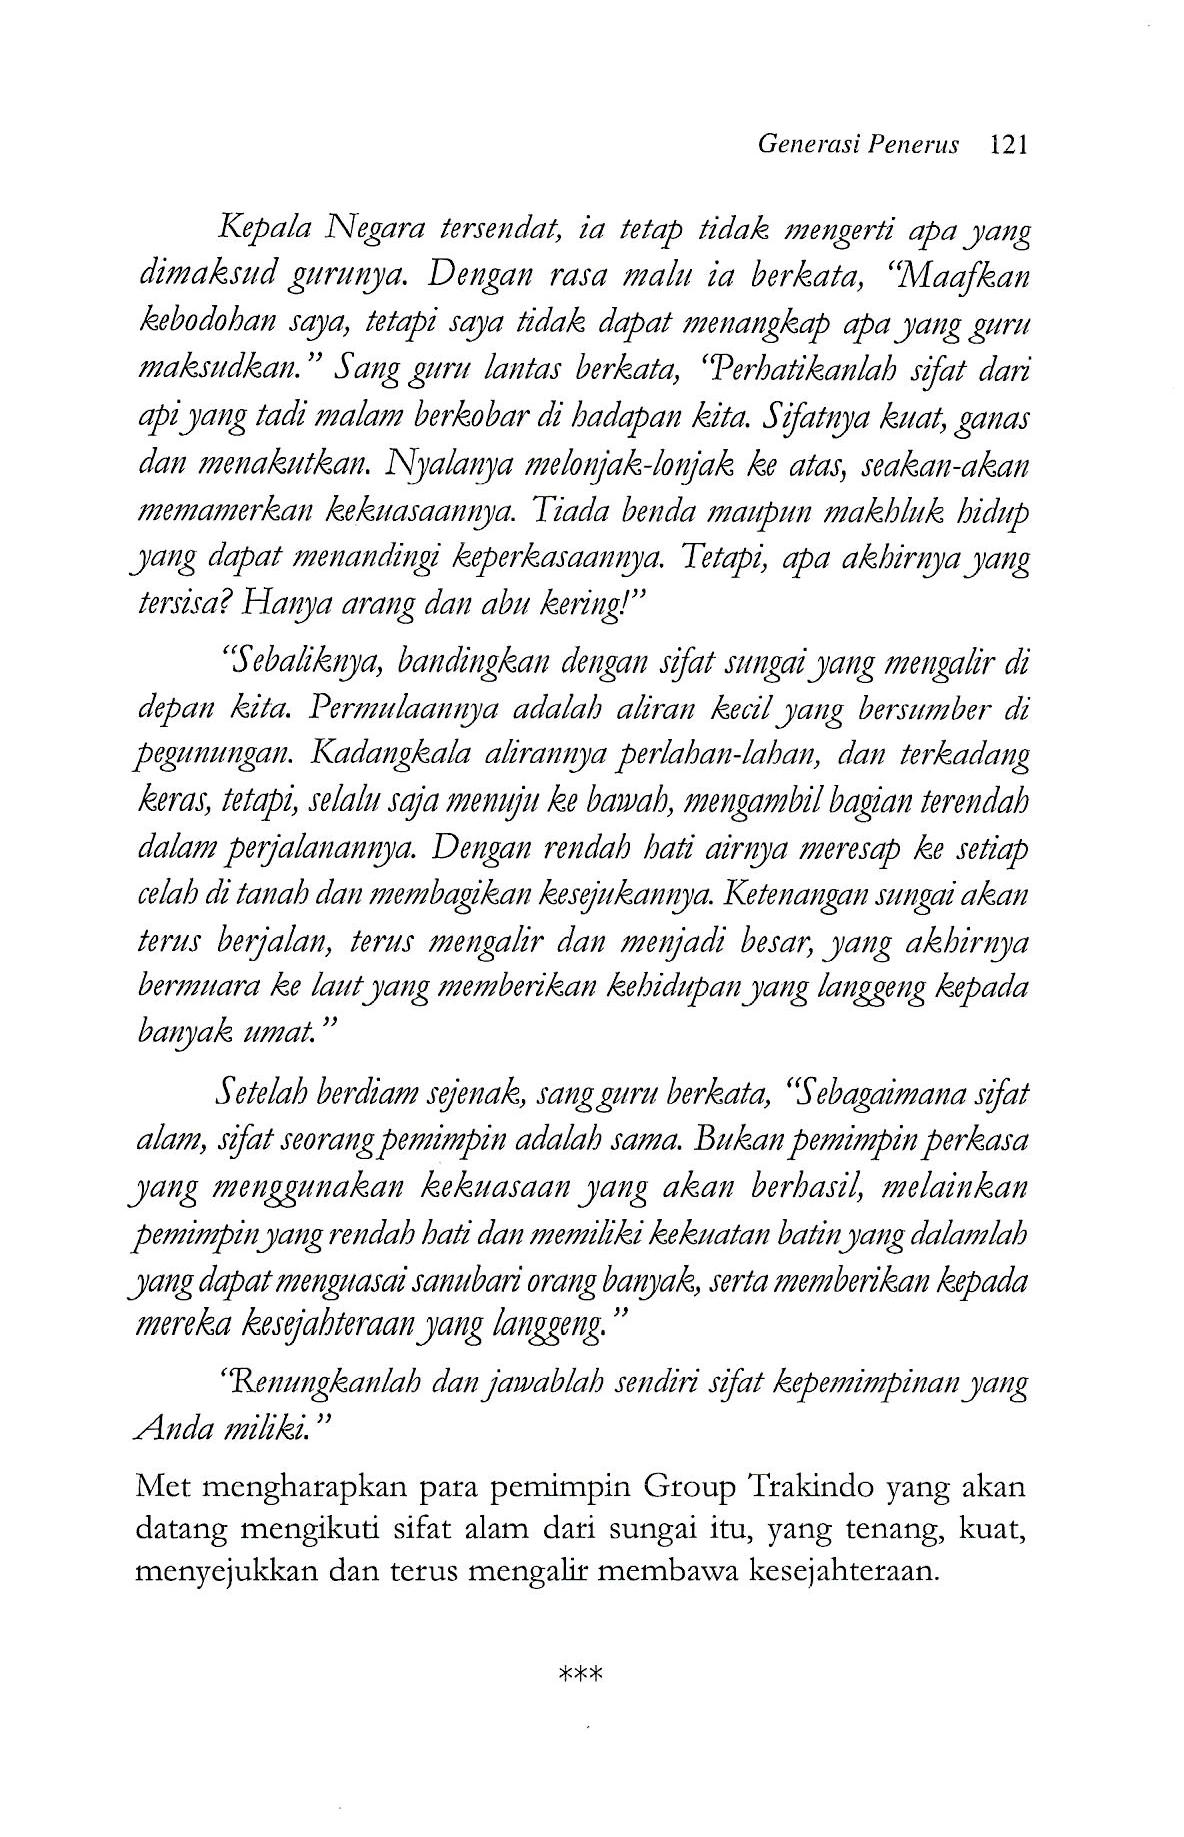 Generasi Penerus 121
Kepala Negara tersendat, ia tetap tidak mengerti apa yang
dimaksud gurunya. Dengan rasa malu ia berkata, “Maafkan
kebodohan saya, tetapi saya tidak dapat menangkap apa yang guru
maksudkan.” Sang guru lantas berkata, “Perhatikanlah sifat dari
api yang tadi malam berkobar di hadapan kita. Sifatnya kuat, ganas
dan menakutkan. Nyalanya melonjak-lonjak ke atas, seakan-akan
memamerkan kekuasaannya. Tiada benda maupun makhluk hidup
yang dapat menandingi keperkasaannya. Tetapi, apa akhirnya yang
tersisa? Hanya arang dan abu kering!”
“Sebaliknya, bandingkan dengan sifat sungai yang mengalir di
depan kita. Permulaannya adalah aliran kecil yang bersumber di
pegunungan. Kadangkala alirannya perlahan-lahan, dan terkadang
keras, tetapi, selalu saja menuju ke bawah, mengambil bagian terendah
dalam perjalanannya. Dengan rendah hati airnya meresap ke setiap
celah di tanah dan membagikan kesejukannya. Ketenangan sungai akan
terus berjalan, terus mengalir dan menjadi besar, yang akhirnya
bermuara ke laut yang memberikan kehidupan yang langgeng kepada
banyak umat.”
Setelah berdiam sejenak, sang guru berkata, “Sebagaimana sifat
alam, sifat seorang pemimpin adalah sama. Bukan pemimpin perkasa
yang menggunakan kekuasaan yang akan berhasil, melainkan
pemimpin yang rendah hati dan memiliki kekuatan batin yang dalamlah
yang dapat menguasai sanubari orang banyak, serta memberikan kepada
mereka kesejahteraan yang langgeng.”
“Renungkanlah dan jawablah sendiri sifat kepemimpinan yang
Anda miliki.”
Met mengharapkan para pemimpin Group Trakindo yang akan
datang mengikuti sifat alam dari sungai itu, yang tenang, kuat,
menyejukkan dan terus mengalir membawa kesejahteraan.
***